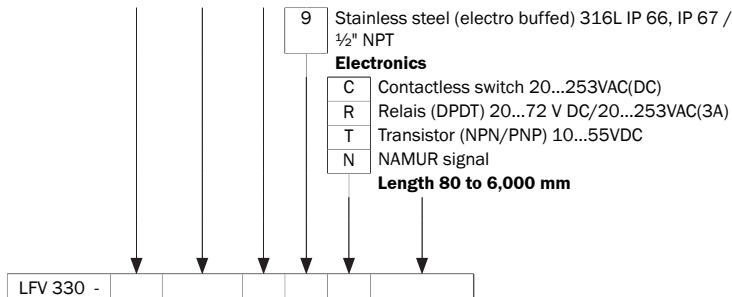 9 Stainless steel (electro buffed) 316L IP 66, IP 67 /
½" NPT
Electronics
C Contactless switch 20...253VAC(DC)
R Relais (DPDT) 20...72 V DC/20...253VAC(3A)
T Transistor (NPN/PNP) 10...55VDC
N NAMUR signal
Length 80 to 6,000 mm
LFV 330 -